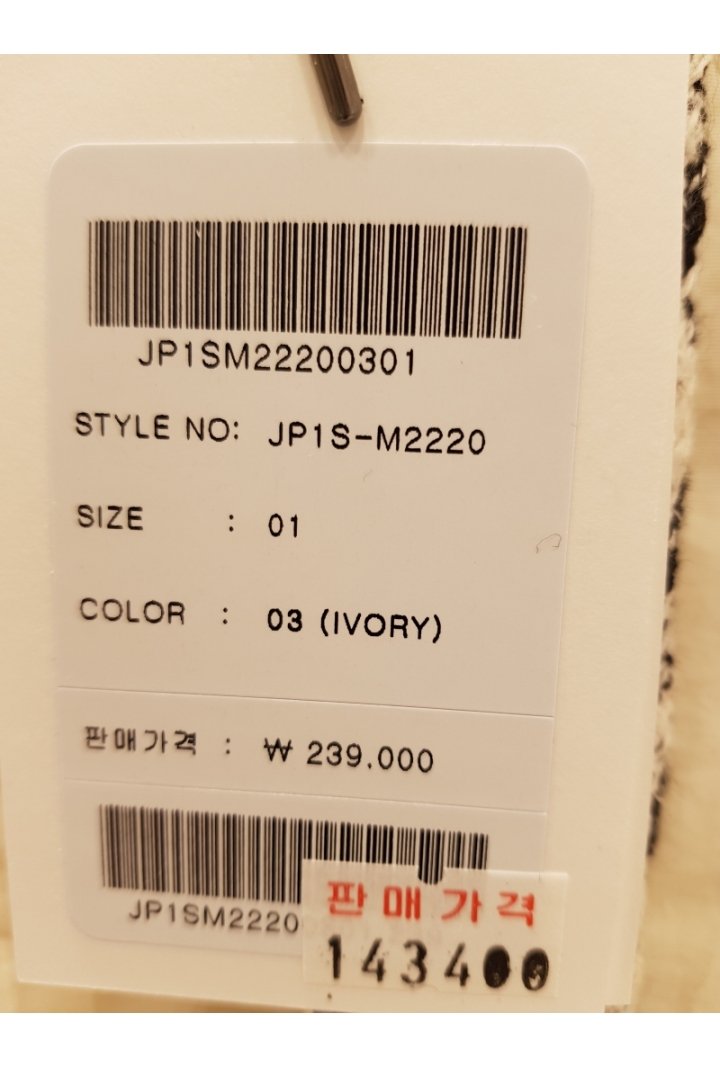 JP1SM22200301
STYLE NO: JP1S-M2220
SIZE : 01
COLOR : 03 (IVORY)
판매가격 : ₩ 239.000
JP1SM2220
판매가격
143400